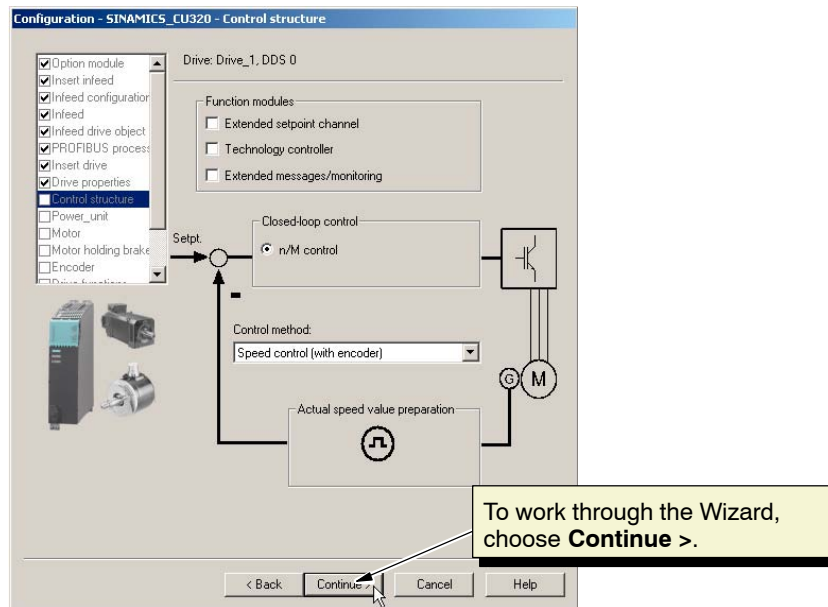 Configuration - SINAMICS_CU320 - Control structure
Option module
Insert infeed
Infeed configuration
Infeed
Infeed drive object
PROFIBUS process
Insert drive
Drive properties
Control structure
Power_unit
Motor
Motor holding brake
Encoder
Drive functions
Drive: Drive_1, DDS 0
Function modules
Extended setpoint channel
Technology controller
Extended messages/monitoring
Setpt.
Closed-loop control
n/M control
-
Control method:
Speed control (with encoder)
G M
Actual speed value preparation
To work through the Wizard,
choose Continue >.
< Back Continue > Cancel Help